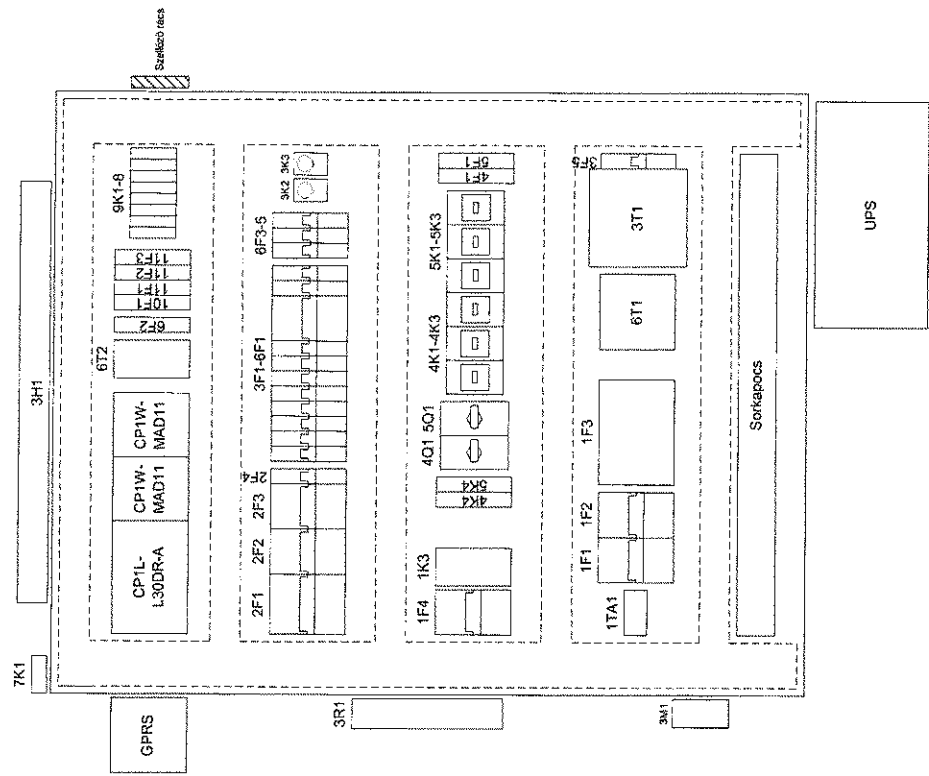 Szellőző rács
3H1
7K1
GPRS
CP1L-
L30DR-A
CP1W-
MAD11
CP1W-
MAD11
6T2
6F2
10F1
11F1
11F2
11F3
9K1-8
2F1
2F2
2F3
2F4
3F1-6F1
6F3-5
3K2
3K3
3R1
1F4
1K3
4K4
5K4
4Q1
5Q1
4K1-4K3
5K1-5K3
4F1
5F1
3M1
1TA1
1F1
1F2
1F3
6T1
3T1
3F5
Sorkapocs
UPS